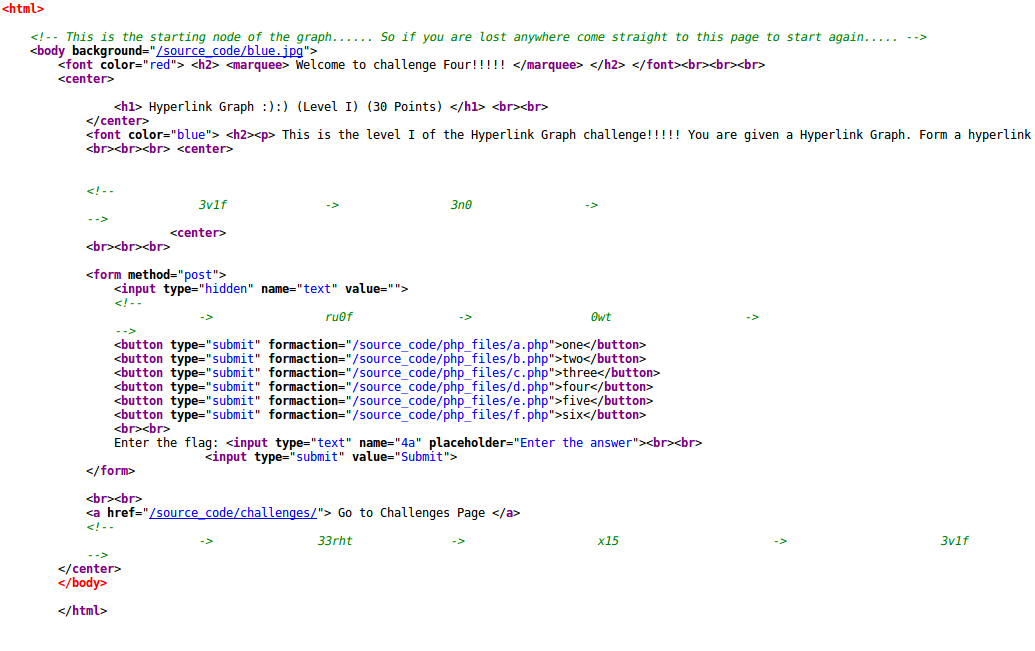 <html>
<!-- This is the starting node of the graph...... So if you are lost anywhere come straight to this page to start again..... -->
<body background="/source_code/blue.jpg">
<font color="red"> <h2> <marquee> Welcome to challenge Four!!!!! </marquee> </h2> </font><br><br><br>
<center>
<h1> Hyperlink Graph :):) (Level I) (30 Points) </h1> <br><br>
</center>
<font color="blue"> <h2><p> This is the level I of the Hyperlink Graph challenge!!!!! You are given a Hyperlink Graph. Form a hyperlink
<br><br><br> <center>
<!--
3v1f -> 3n0 ->
-->
<center>
<br><br><br>
<form method="post">
<input type="hidden" name="text" value="">
<!--
-> ru0f -> 0wt ->
-->
<button type="submit" formaction="/source_code/php_files/a.php">one</button>
<button type="submit" formaction="/source_code/php_files/b.php">two</button>
<button type="submit" formaction="/source_code/php_files/c.php">three</button>
<button type="submit" formaction="/source_code/php_files/d.php">four</button>
<button type="submit" formaction="/source_code/php_files/e.php">five</button>
<button type="submit" formaction="/source_code/php_files/f.php">six</button>
<br><br>
Enter the flag: <input type="text" name="4a" placeholder="Enter the answer"><br><br>
<input type="submit" value="Submit">
</form>
<br><br>
<a href="/source_code/challenges/"> Go to Challenges Page </a>
<!--
-> 33rht -> x15 -> 3v1f
-->
</center>
</body>
</html>